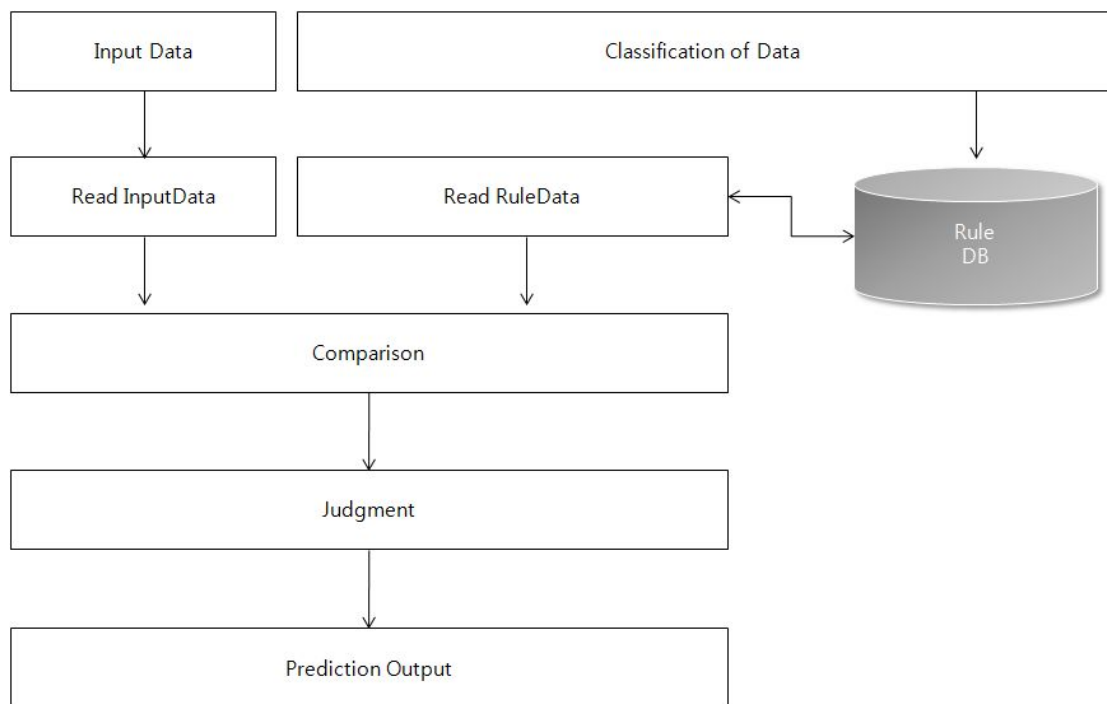 Input Data
Classification of Data
Read InputData
Read RuleData
Rule
DB
Comparison
Judgment
Prediction Output